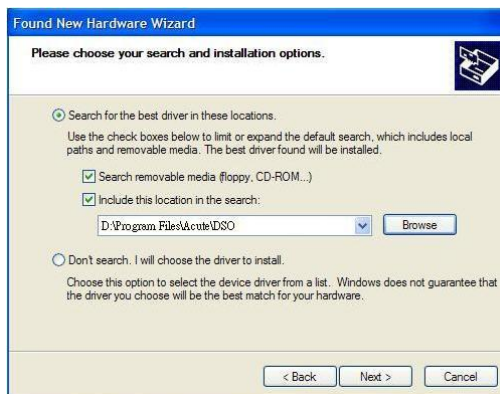 Found New Hardware Wizard
Please choose your search and installation options.
Search for the best driver in these locations.
Use the check boxes below to limit or expand the default search, which includes local
paths and removable media. The best driver found will be installed.
Search removable media (floppy, CD-ROM...)
Include this location in the search:
D:\Program Files\Acute\DSO
Browse
Don't search. I will choose the driver to install.
Choose this option to select the device driver from a list. Windows does not guarantee that
the driver you choose will be the best match for your hardware.
< Back Next > Cancel